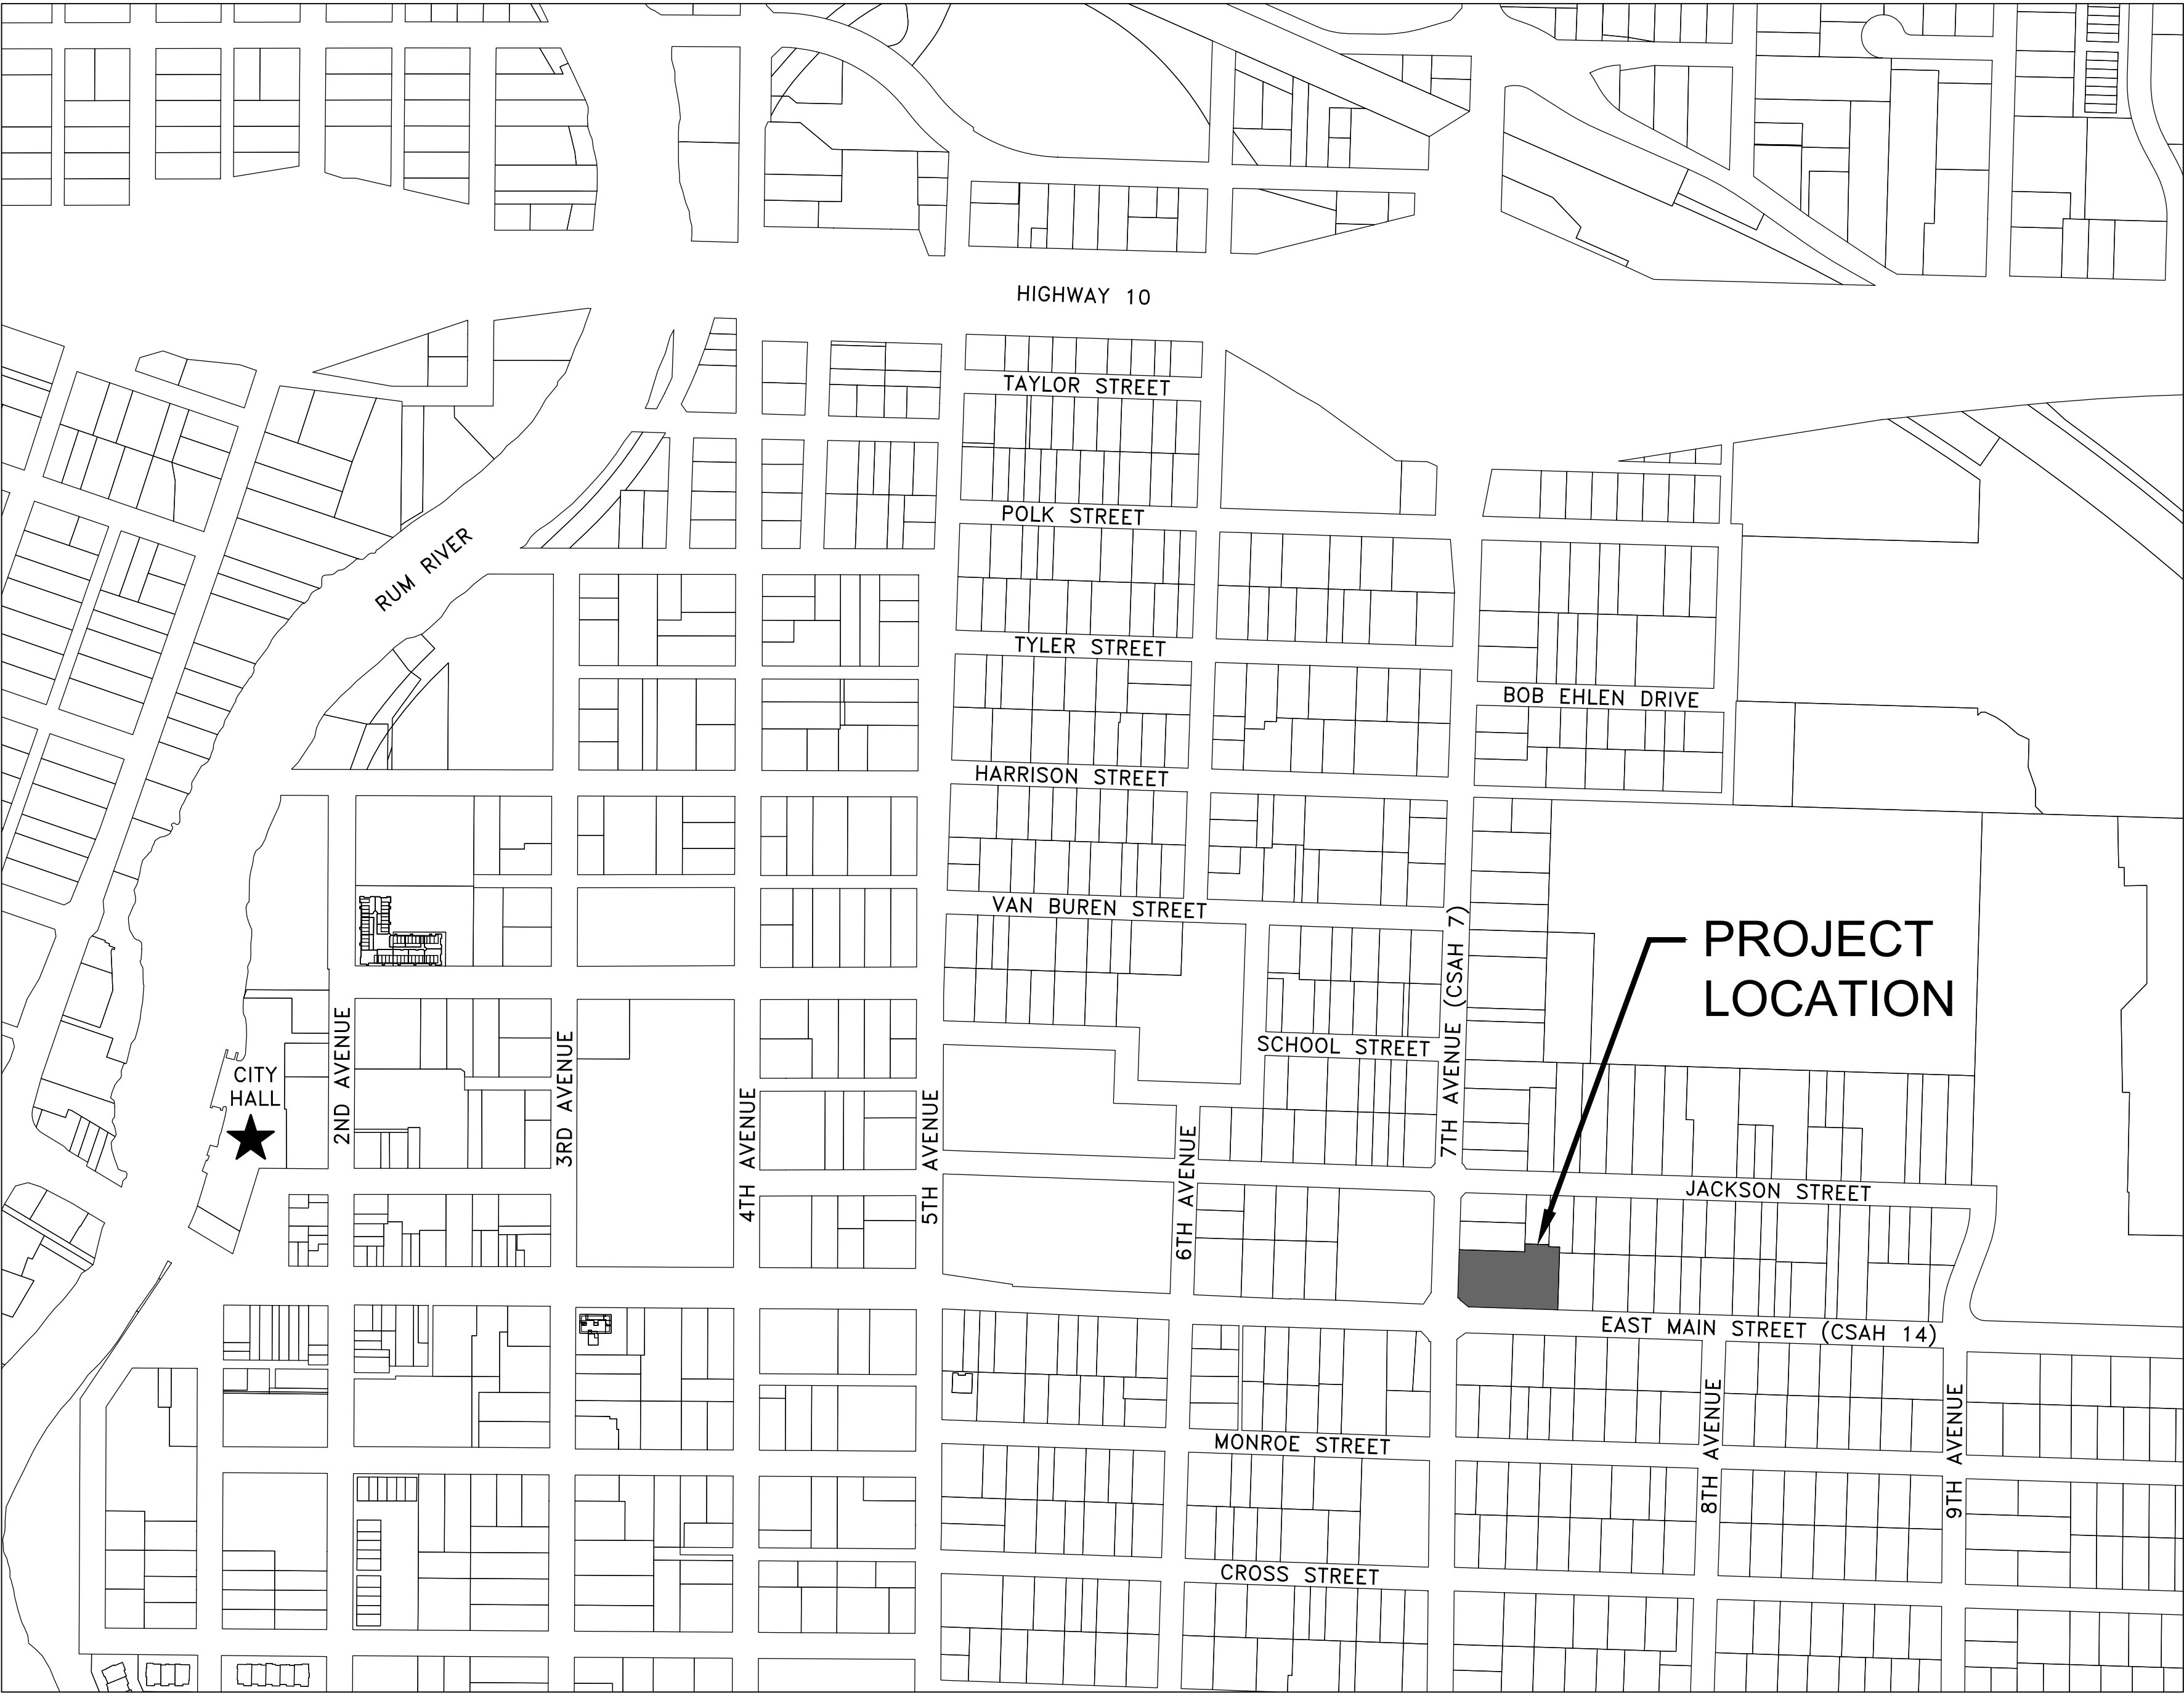 HIGHWAY 10
TAYLOR STREET
POLK STREET
RUM RIVER
TYLER STREET
BOB EHLEN DRIVE
HARRISON STREET
VAN BUREN STREET
7TH AVENUE (CSAH 7)
PROJECT
LOCATION
SCHOOL STREET
CITY
HALL
2ND AVENUE
3RD AVENUE
4TH AVENUE
5TH AVENUE
6TH AVENUE
JACKSON STREET
EAST MAIN STREET (CSAH 14)
8TH AVENUE
9TH AVENUE
MONROE STREET
CROSS STREET